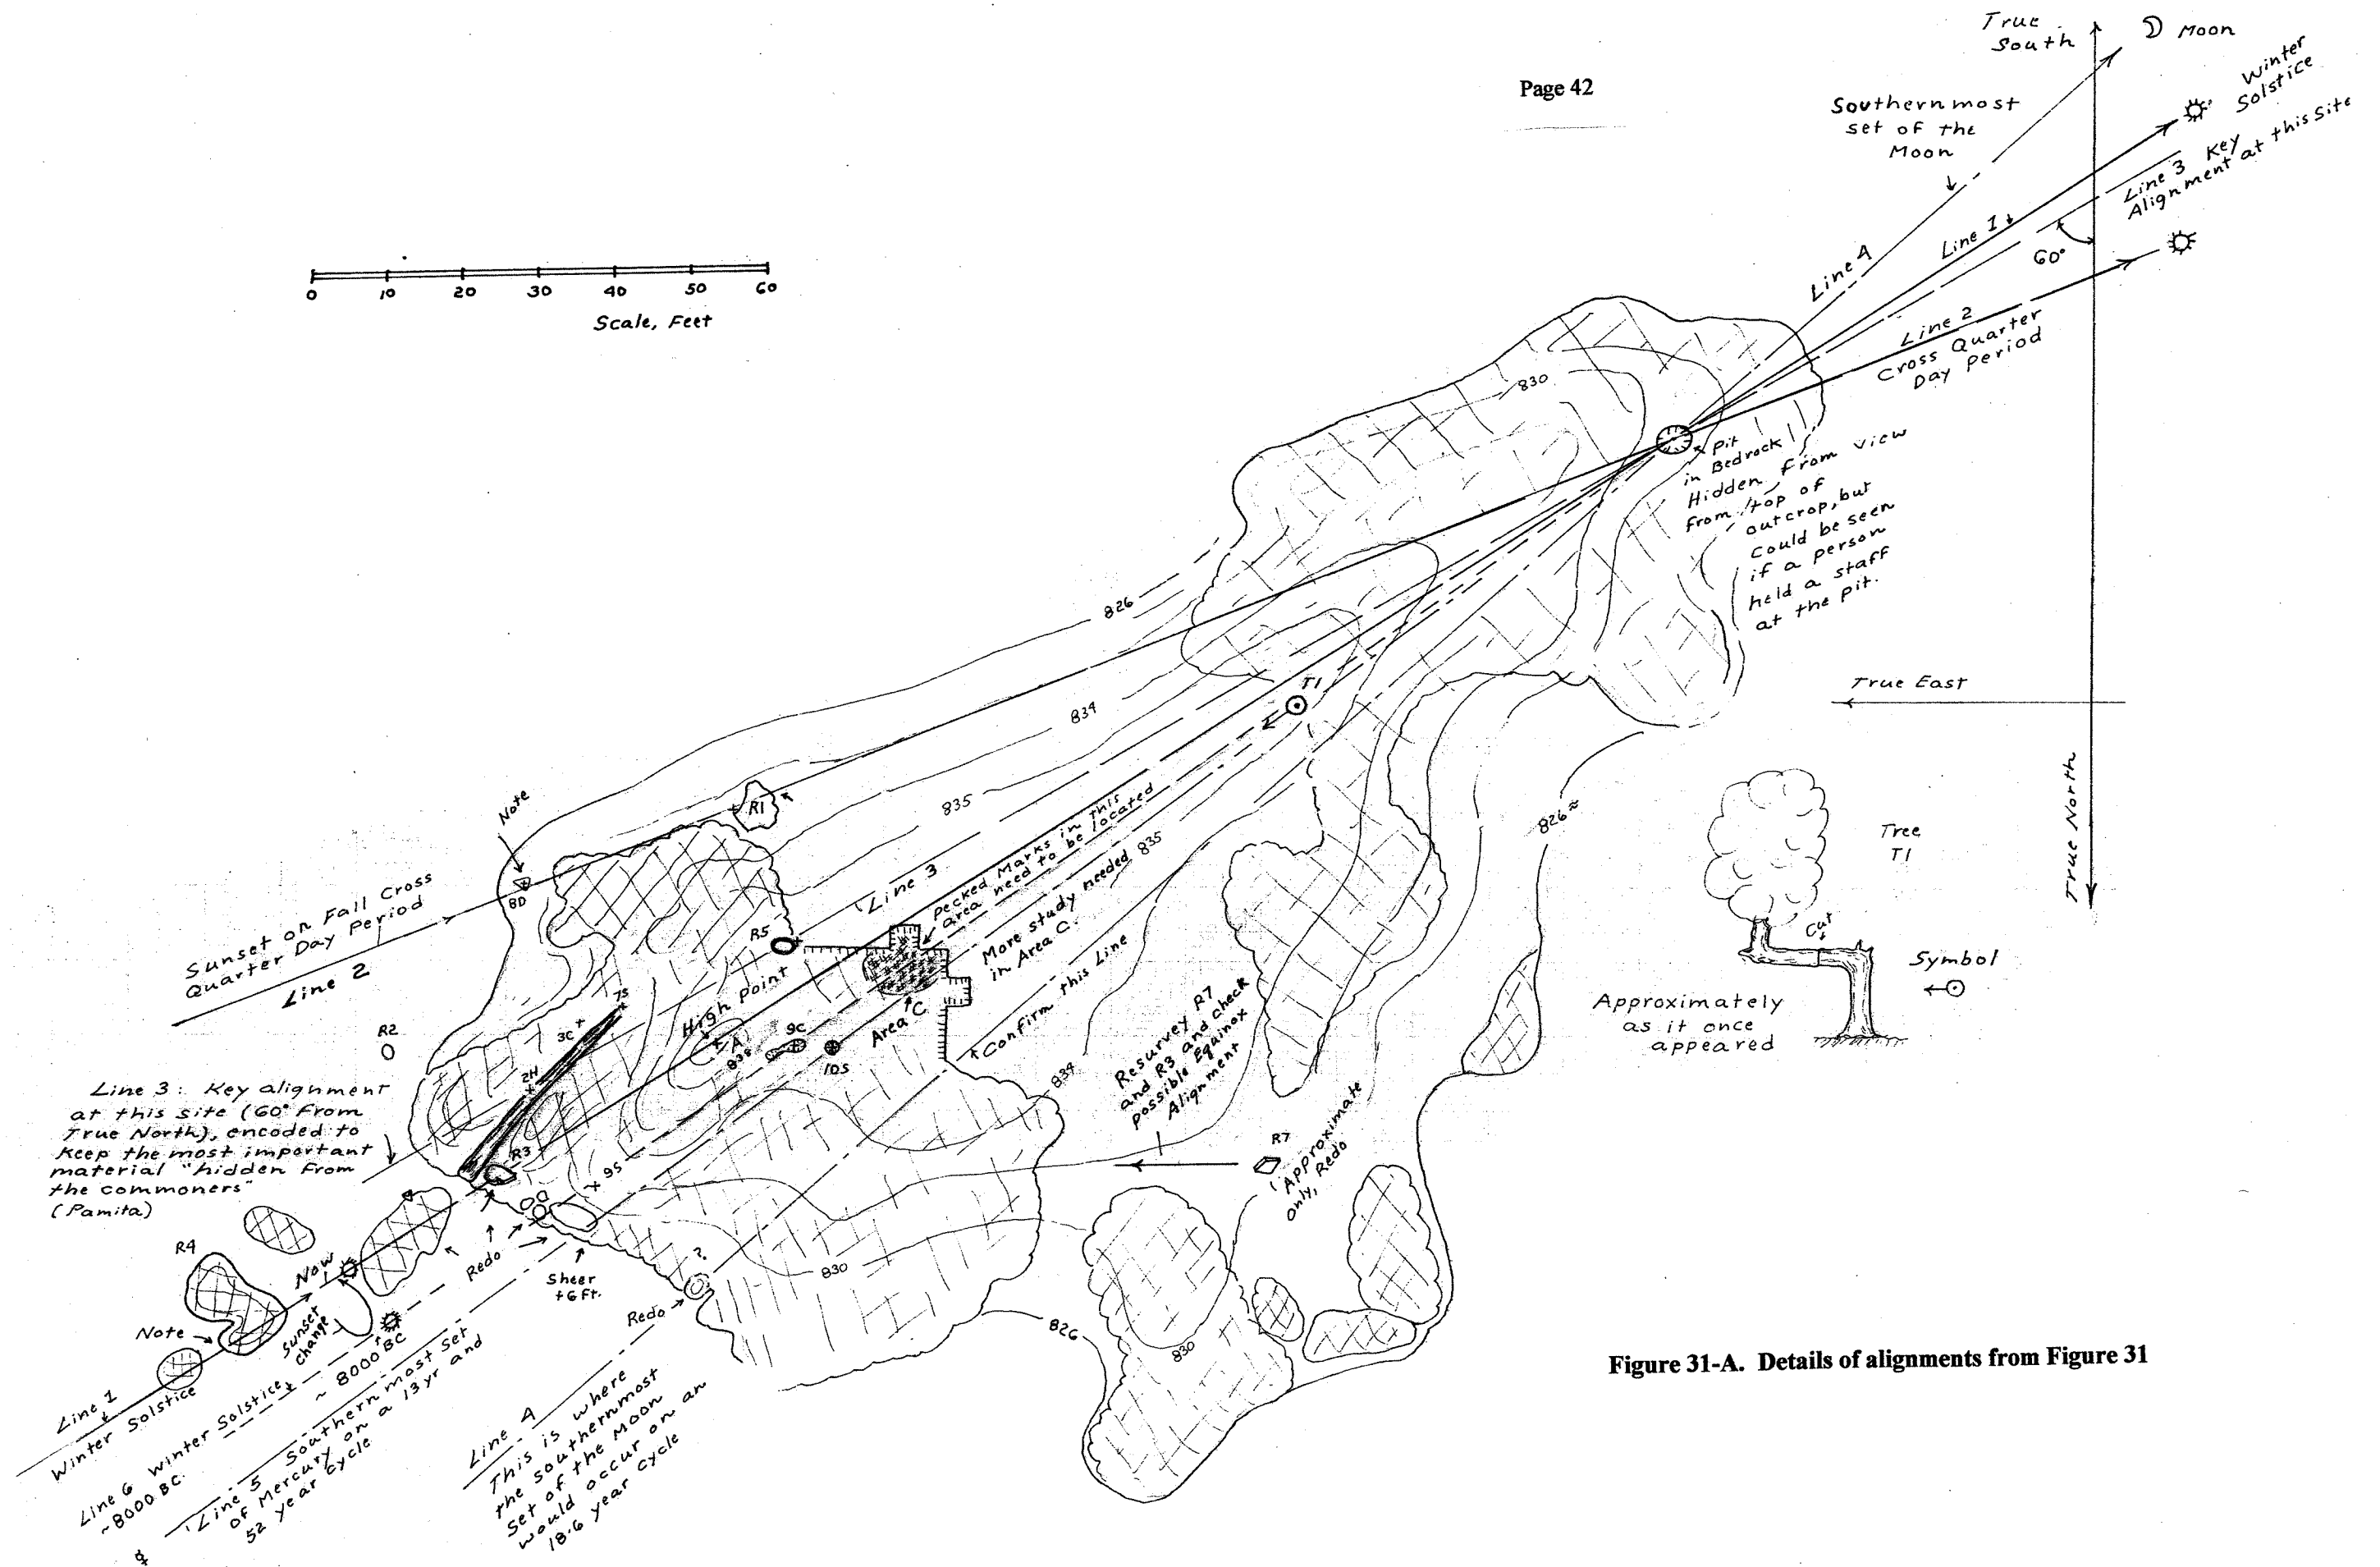 Page 42
True
South
Moon
Winter
Solstice
Southernmost
set of the
Moon
Line 3 Key
Alignment at this Site
Line 1
60°
Line 4
Line 2
Cross Quarter
Day Period
0 10 20 30 40 50 60
Scale, Feet
830
Pit
in Bedrock
Hidden from view
from top of
outcrop, but
could be seen
if a person
held a staff
at the pit.
826
True East
T1
834
True North
Note
R1
835
Pecked Marks in this
area need to be located
More study needed
in Area C.
835
826≈
Tree
T1
Cut
Symbol
Approximately
as it once
appeared
Line 3
8D
Sunset on Fall Cross
Quarter Day Period
Line 2
R5
High Point
Area C
Confirm this Line
Resurvey R7
and R3 and check
possible Equinox
Alignment
7S
3C
2H
A
838
9C
10S
R2
834
Line 3: Key alignment
at this site (60° from
True North), encoded to
keep the most important
material "hidden from
the commoners"
(Pamita)
R3
9S
R7
(Approximate
only, Redo
R4
Now
Redo
Sheer
+6 Ft.
?
Redo
830
826
830
Note
Sunset
Change
~ 8000 BC
Line 1
Winter Solstice
Line 6 Winter Solstice
~8000 BC.
Line 5 Southernmost set
of Mercury on a 13 yr and
52 year cycle
☿
Line 4
This is where
the southernmost
set of the Moon
would occur on an
18.6 year cycle
Figure 31-A. Details of alignments from Figure 31